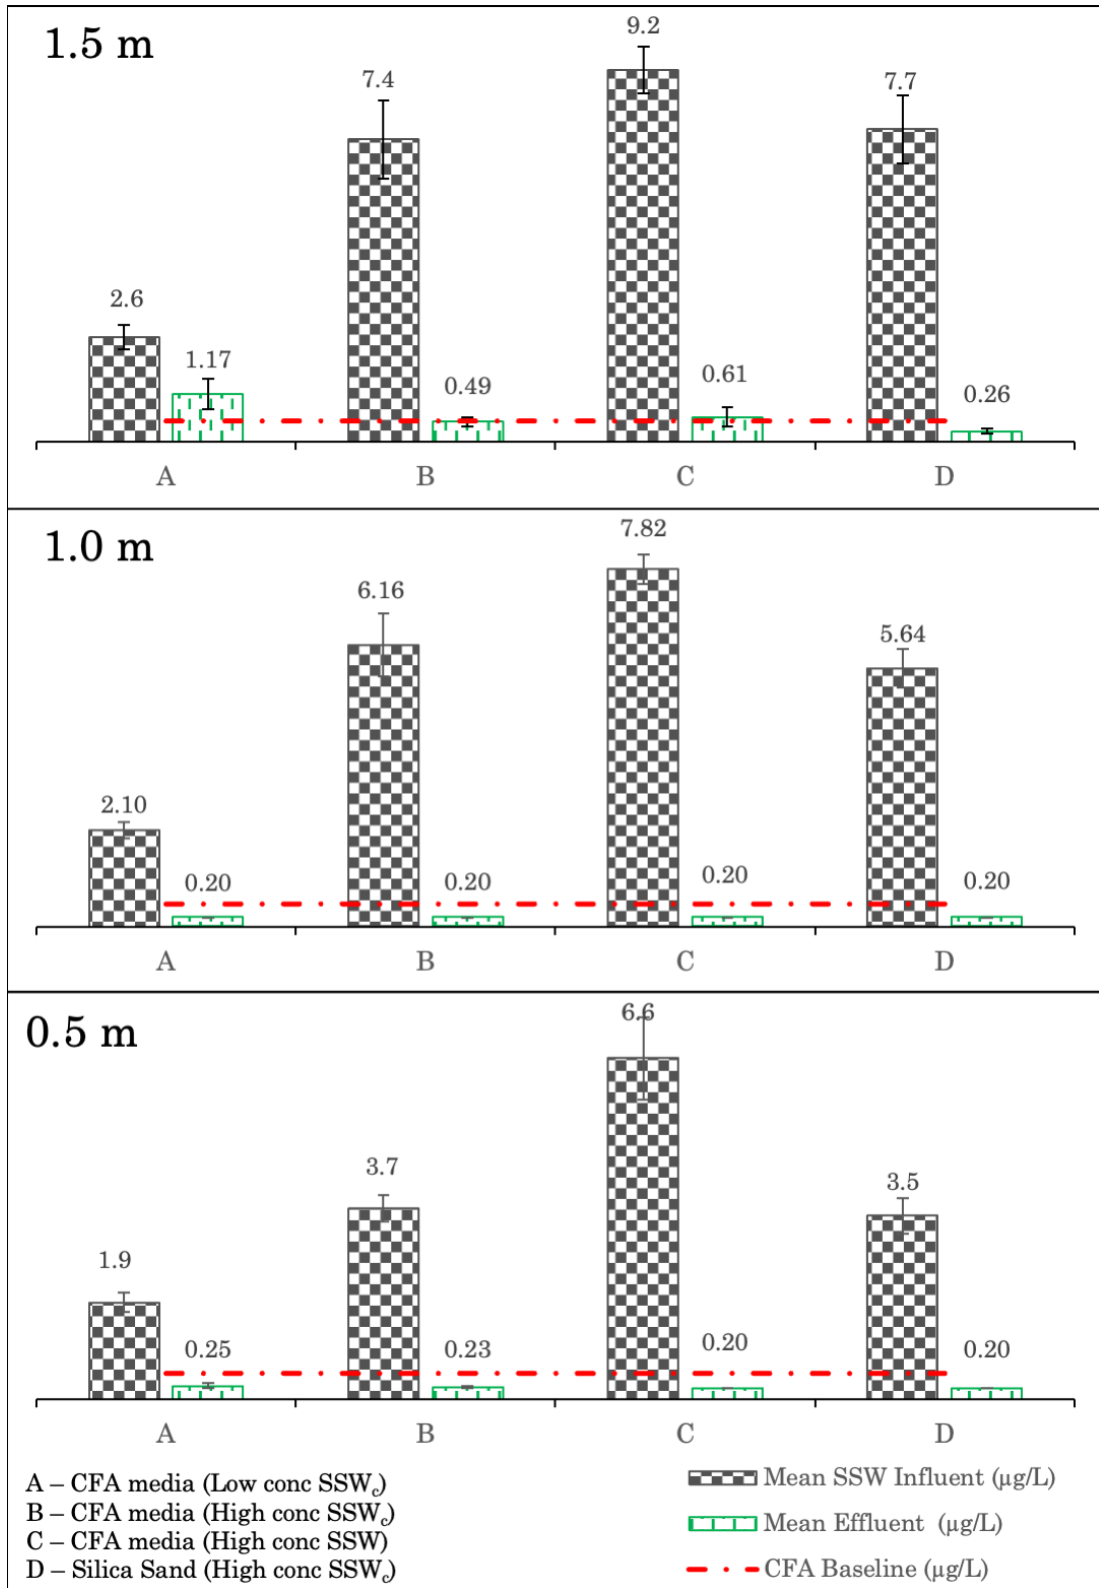 1.5 m
9.2
7.4
7.7
2.6
1.17
0.49
0.61
0.26
A B C D
1.0 m
7.82
6.16
5.64
2.10
0.20 0.20 0.20 0.20
A B C D
0.5 m
6.6
3.7
3.5
1.9
0.25 0.23 0.20 0.20
A B C D
A – CFA media (Low conc SSWc)
B – CFA media (High conc SSWc)
C – CFA media (High conc SSW)
D – Silica Sand (High conc SSWc)
Mean SSW Influent (µg/L)
Mean Effluent (µg/L)
CFA Baseline (µg/L)